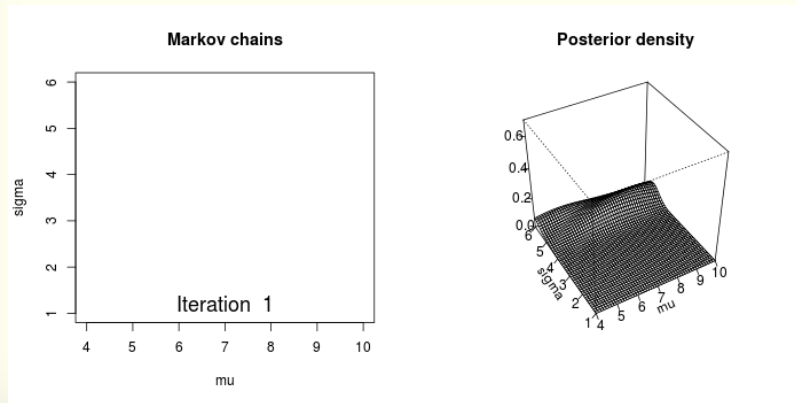 Markov chains
6
5
4
3
2
1
sigma
Iteration 1
4 5 6 7 8 9 10
mu
Posterior density
0.6
0.4
0.2
0.0
6
5
4
3
2
1
sigma
4 5 6 7 8 9 10
mu